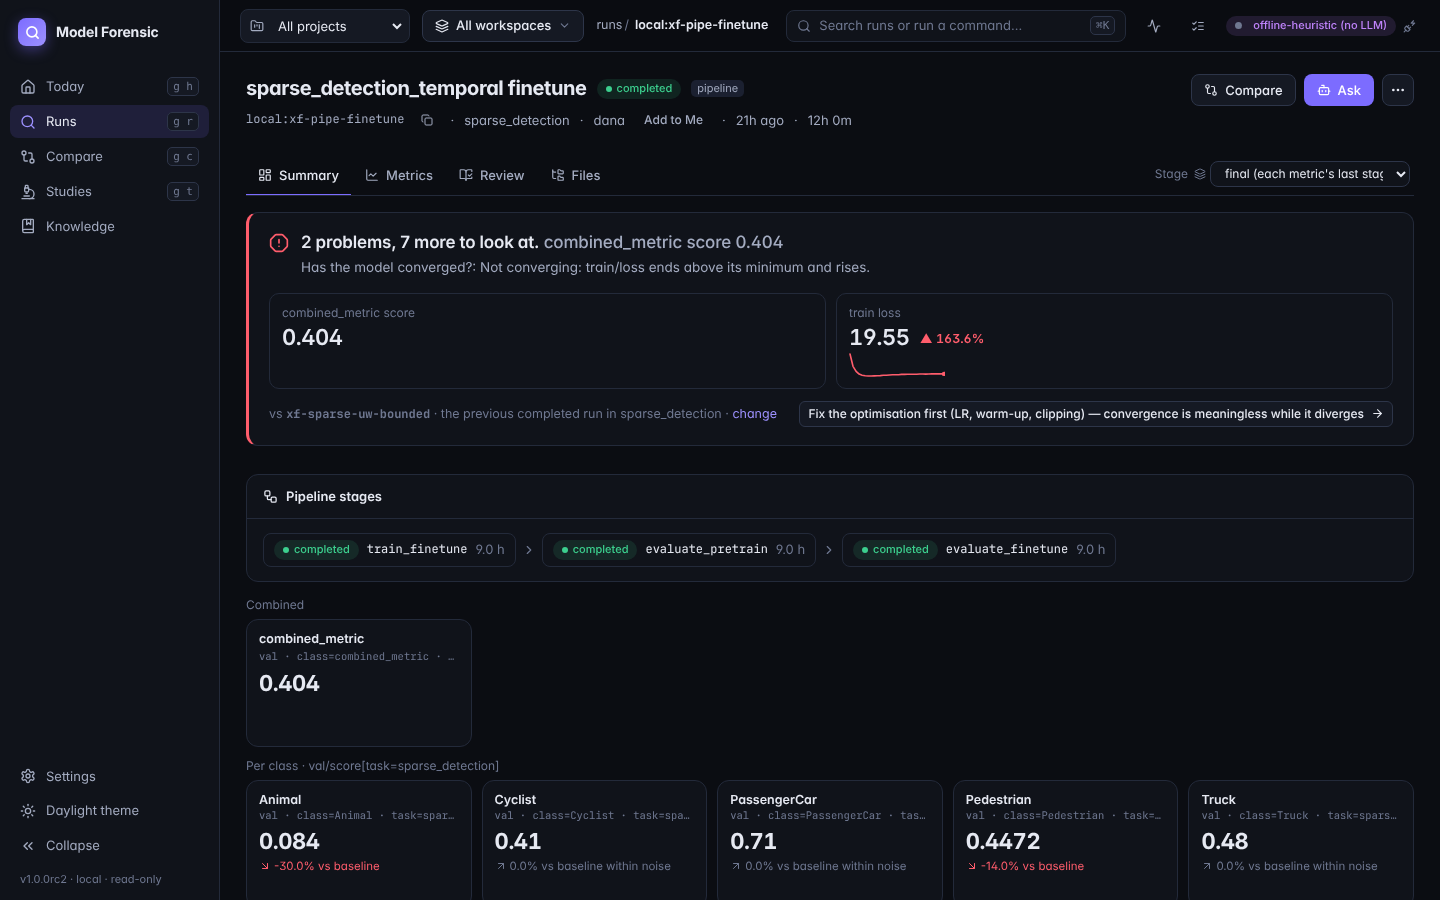 Model Forensic
Today g h
Runs g r
Compare g c
Studies g t
Knowledge
Settings
Daylight theme
Collapse
v1.0.0rc2 · local · read-only
All projects
All workspaces
runs / local:xf-pipe-finetune
Search runs or run a command... ⌘K
offline-heuristic (no LLM)
sparse_detection_temporal finetune completed pipeline
Compare
Ask
local:xf-pipe-finetune · sparse_detection · dana Add to Me · 21h ago · 12h 0m
Summary Metrics Review Files
Stage final (each metric's last stag
2 problems, 7 more to look at. combined_metric score 0.404
Has the model converged?: Not converging: train/loss ends above its minimum and rises.
combined_metric score
0.404
train loss
19.55 ▲ 163.6%
vs xf-sparse-uw-bounded · the previous completed run in sparse_detection · change
Fix the optimisation first (LR, warm-up, clipping) — convergence is meaningless while it diverges →
Pipeline stages
completed train_finetune 9.0 h › completed evaluate_pretrain 9.0 h › completed evaluate_finetune 9.0 h
Combined
combined_metric
val · class=combined_metric · …
0.404
Per class · val/score[task=sparse_detection]
Animal
val · class=Animal · task=spar…
0.084
↘ -30.0% vs baseline
Cyclist
val · class=Cyclist · task=spa…
0.41
↗ 0.0% vs baseline within noise
PassengerCar
val · class=PassengerCar · tas…
0.71
↗ 0.0% vs baseline within noise
Pedestrian
val · class=Pedestrian · task=…
0.4472
↘ -14.0% vs baseline
Truck
val · class=Truck · task=spars…
0.48
↗ 0.0% vs baseline within noise